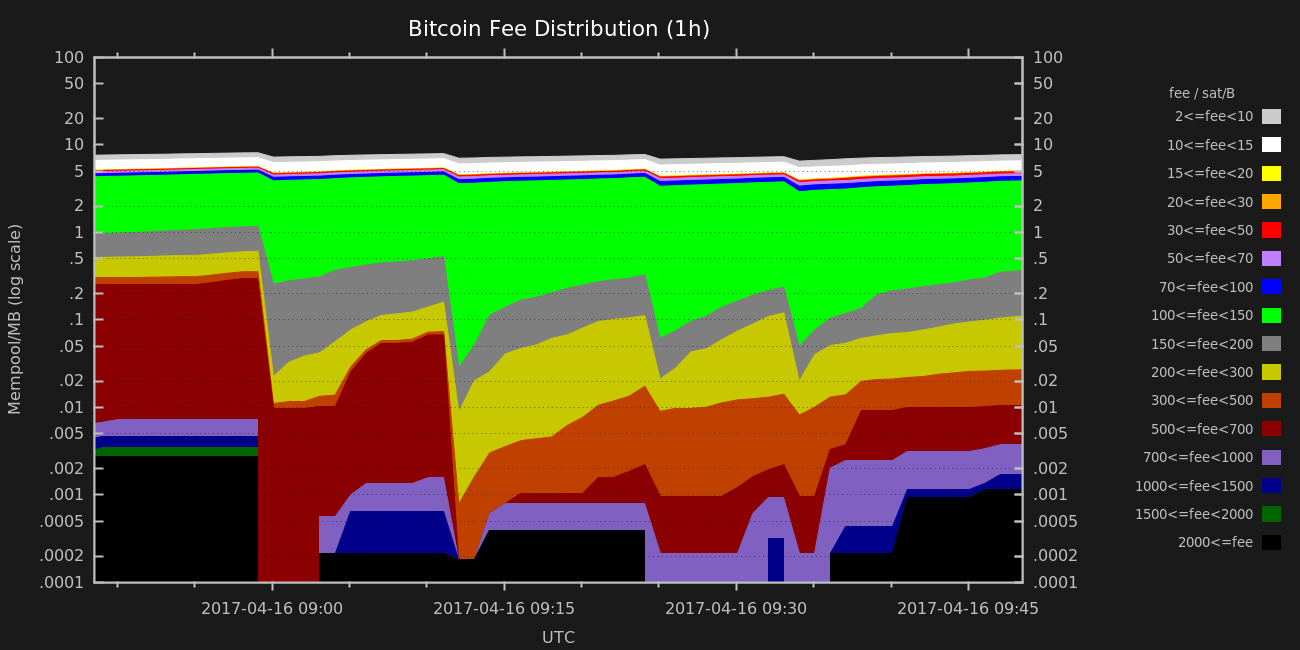 Bitcoin Fee Distribution (1h)
100
50
20
10
5
2
1
.5
.2
.1
.05
.02
.01
.005
.002
.001
.0005
.0002
.0001
Mempool/MB (log scale)
100
50
20
10
5
2
1
.5
.2
.1
.05
.02
.01
.005
.002
.001
.0005
.0002
.0001
fee / sat/B
2<=fee<10
10<=fee<15
15<=fee<20
20<=fee<30
30<=fee<50
50<=fee<70
70<=fee<100
100<=fee<150
150<=fee<200
200<=fee<300
300<=fee<500
500<=fee<700
700<=fee<1000
1000<=fee<1500
1500<=fee<2000
2000<=fee
2017-04-16 09:00 2017-04-16 09:15 2017-04-16 09:30 2017-04-16 09:45
UTC